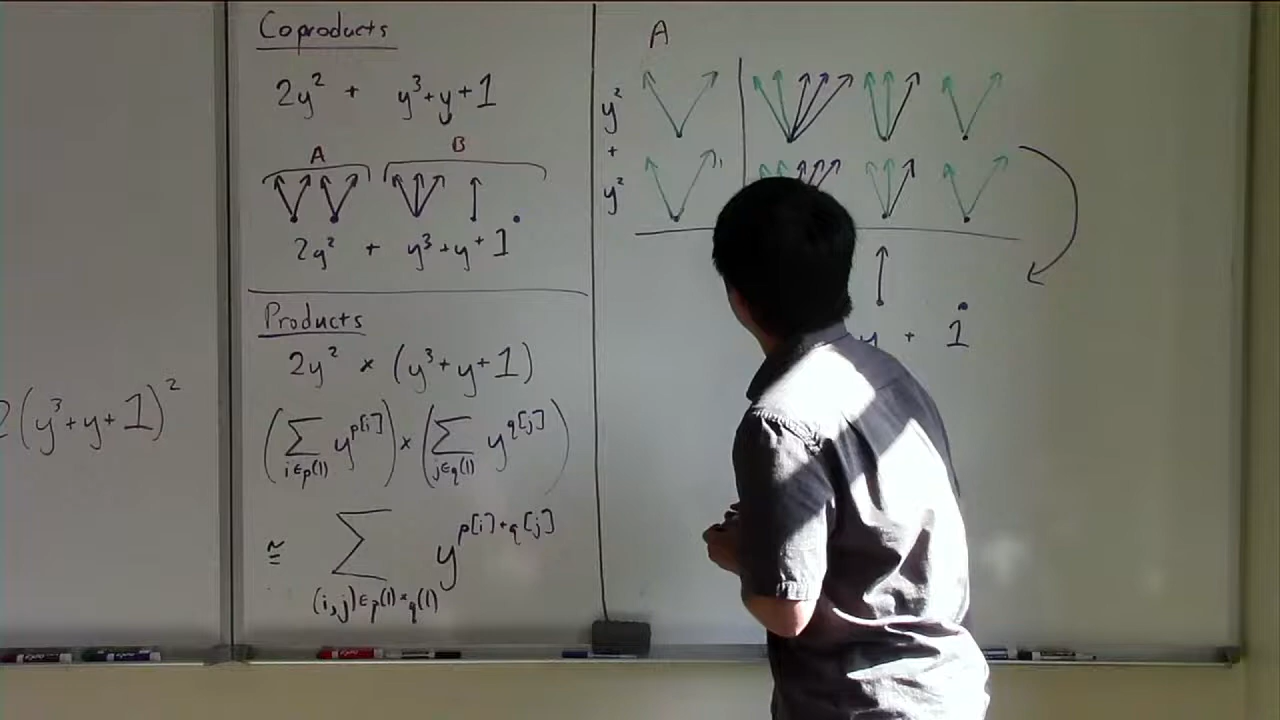 2(y³+y+1)²
Coproducts
2y² + y³+y+1
A B
2y² + y³+y+1
Products
2y² × (y³+y+1)
(∑ i∈p(1) y^p[i]) × (∑ j∈q(1) y^q[j])
≅ ∑ (i,j)∈p(1)×q(1) y^p[i]+q[j]
A
y²
+
y²
y + 1